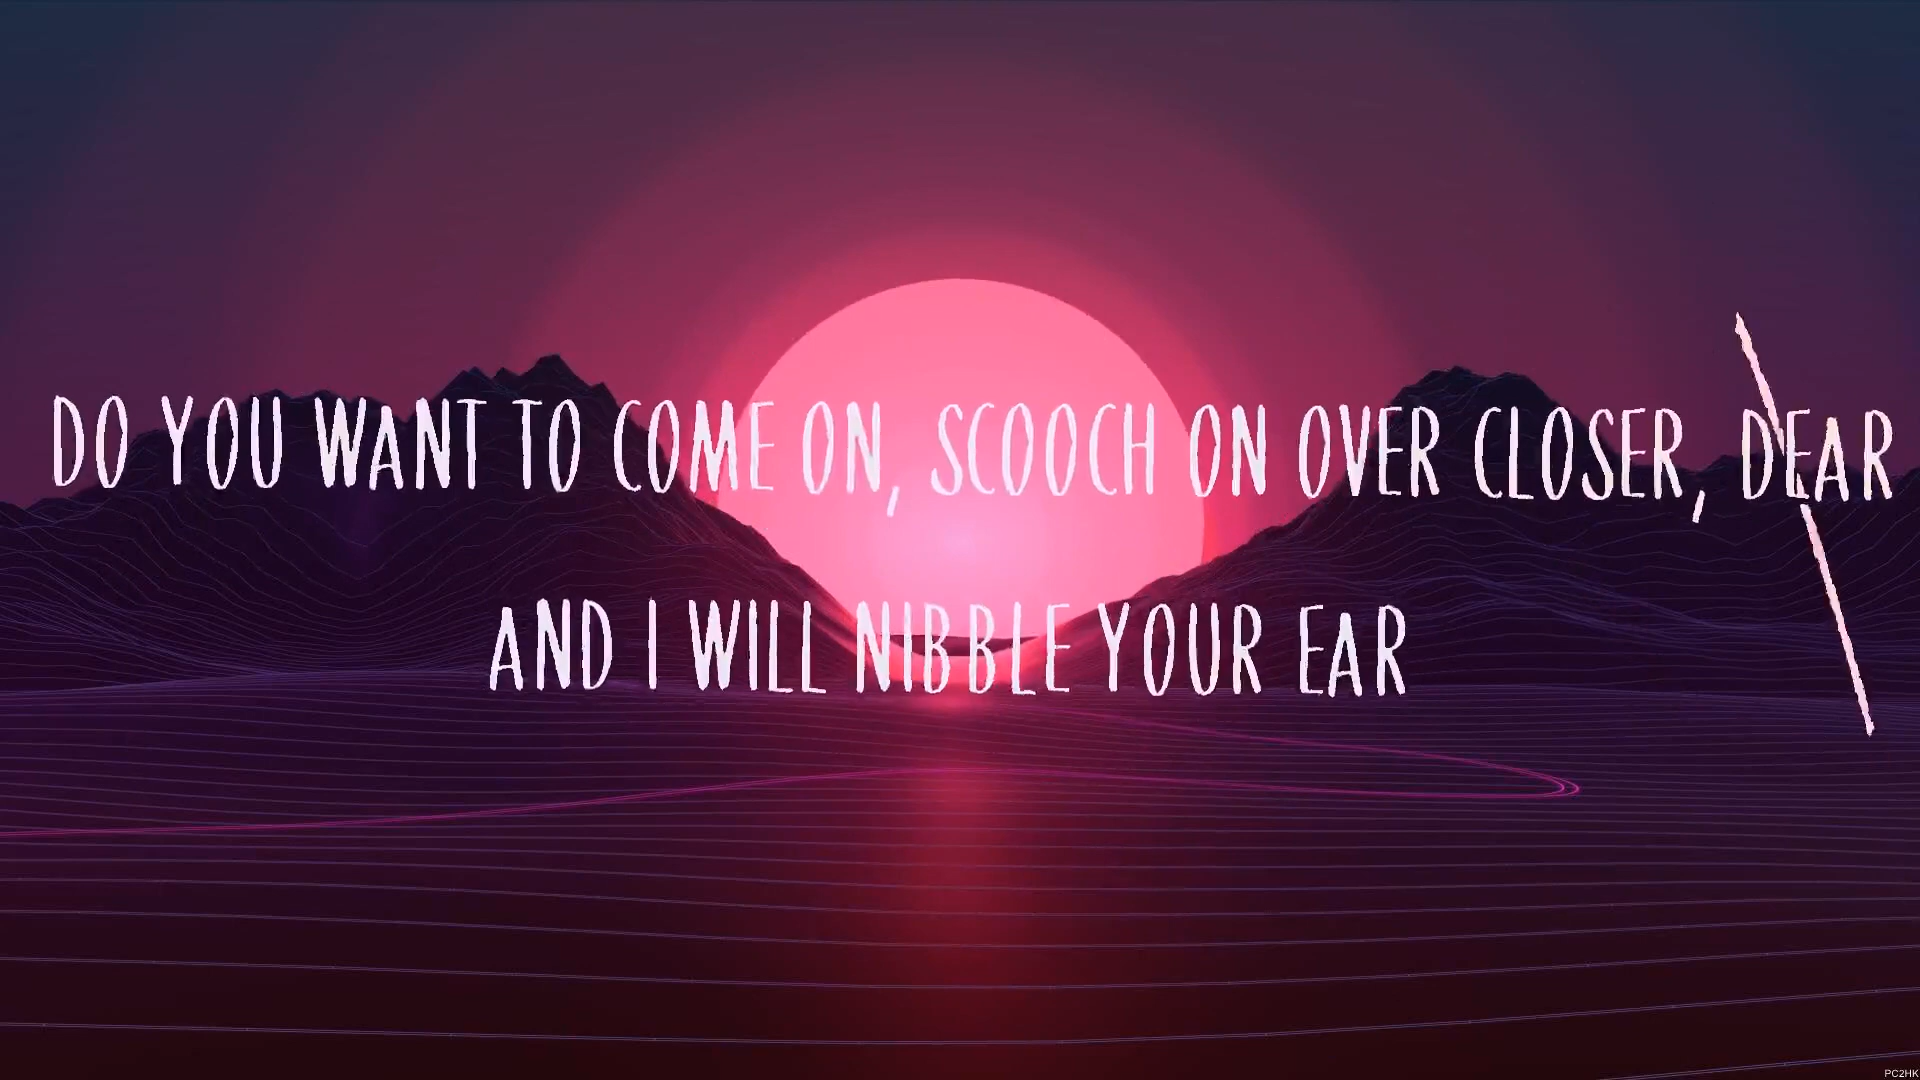 DO YOU WANT TO COME ON, SCOOCH ON OVER CLOSER, DEAR
AND I WILL NIBBLE YOUR EAR
PC2HK